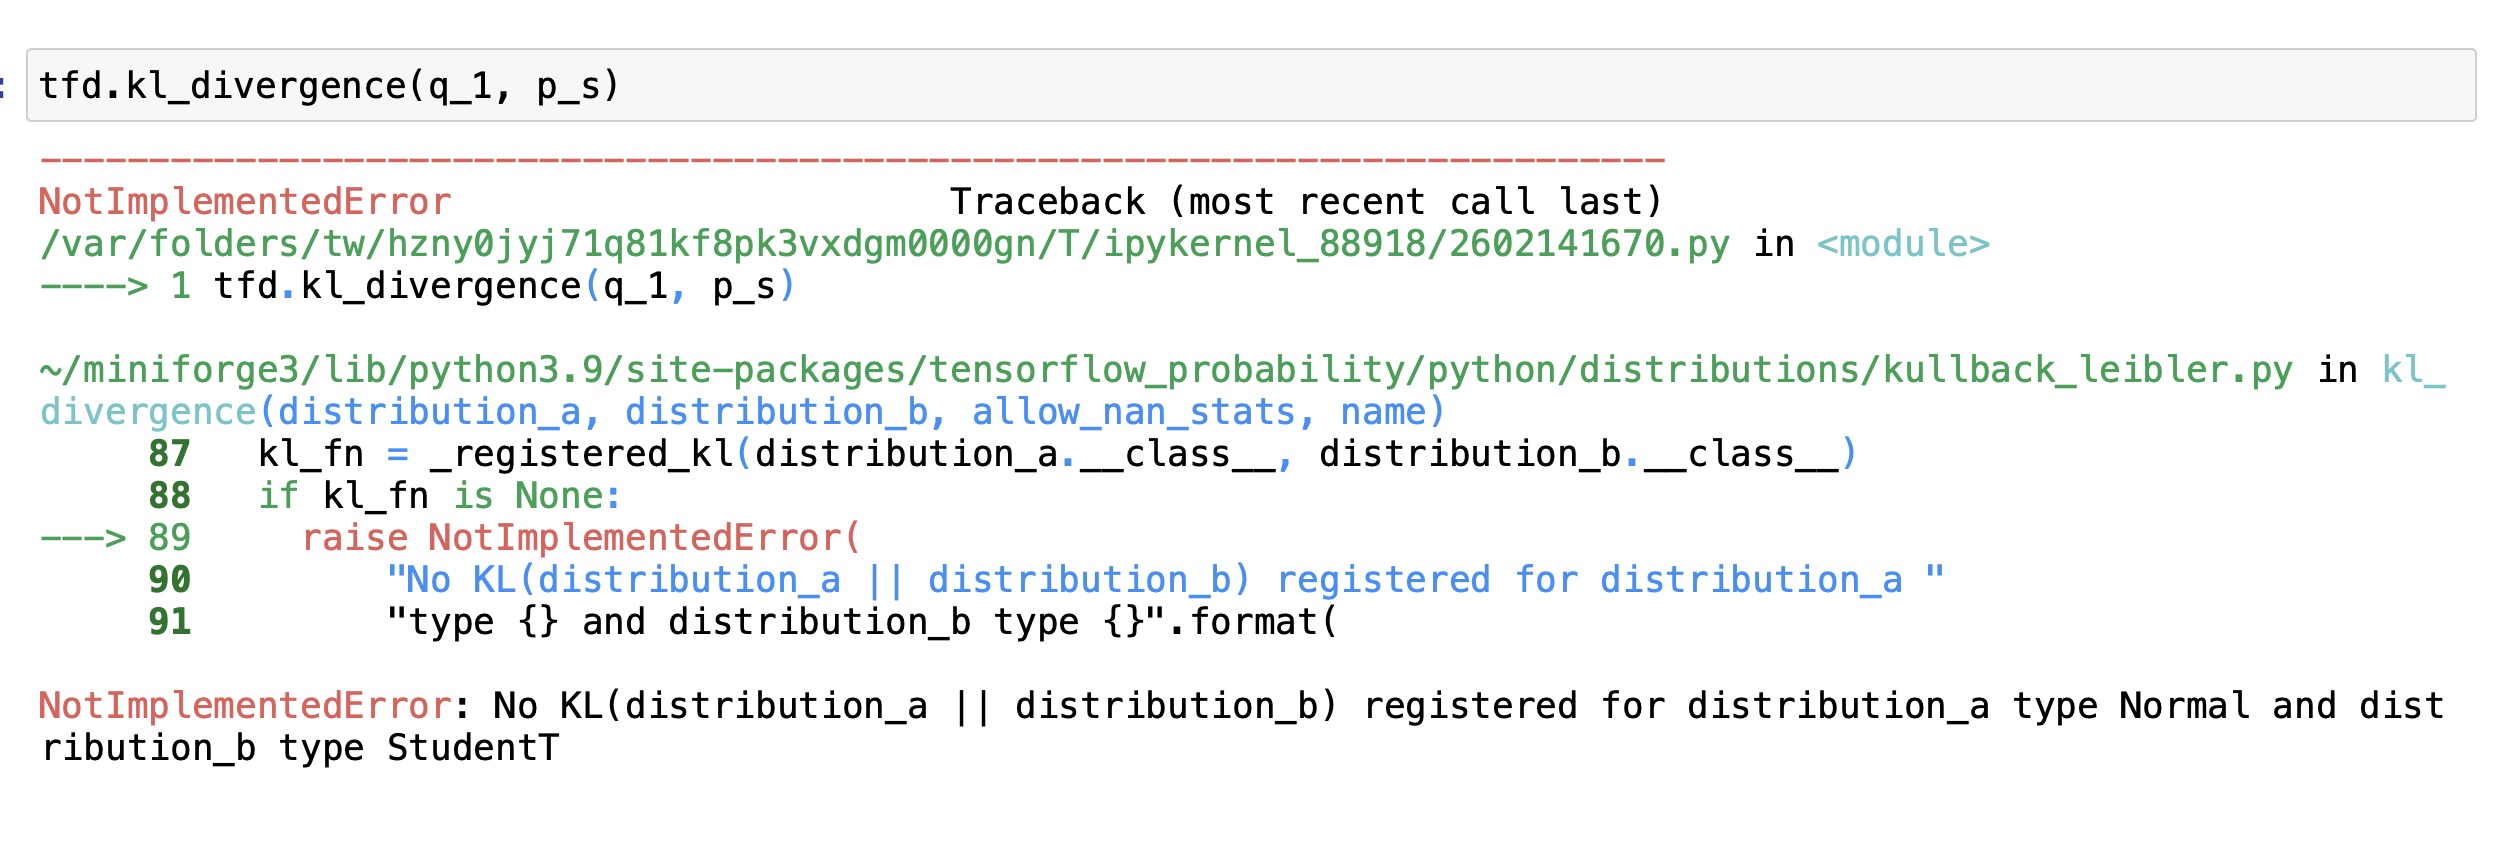 : tfd.kl_divergence(q_1, p_s)
---------------------------------------------------------------------------
NotImplementedError                       Traceback (most recent call last)
/var/folders/tw/hzny0jyj71q81kf8pk3vxdgm0000gn/T/ipykernel_88918/2602141670.py in <module>
----> 1 tfd.kl_divergence(q_1, p_s)
~/miniforge3/lib/python3.9/site-packages/tensorflow_probability/python/distributions/kullback_leibler.py in kl_
divergence(distribution_a, distribution_b, allow_nan_stats, name)
     87   kl_fn = _registered_kl(distribution_a.__class__, distribution_b.__class__)
     88   if kl_fn is None:
---> 89     raise NotImplementedError(
     90         "No KL(distribution_a || distribution_b) registered for distribution_a "
     91         "type {} and distribution_b type {}".format(
NotImplementedError: No KL(distribution_a || distribution_b) registered for distribution_a type Normal and dist
ribution_b type StudentT